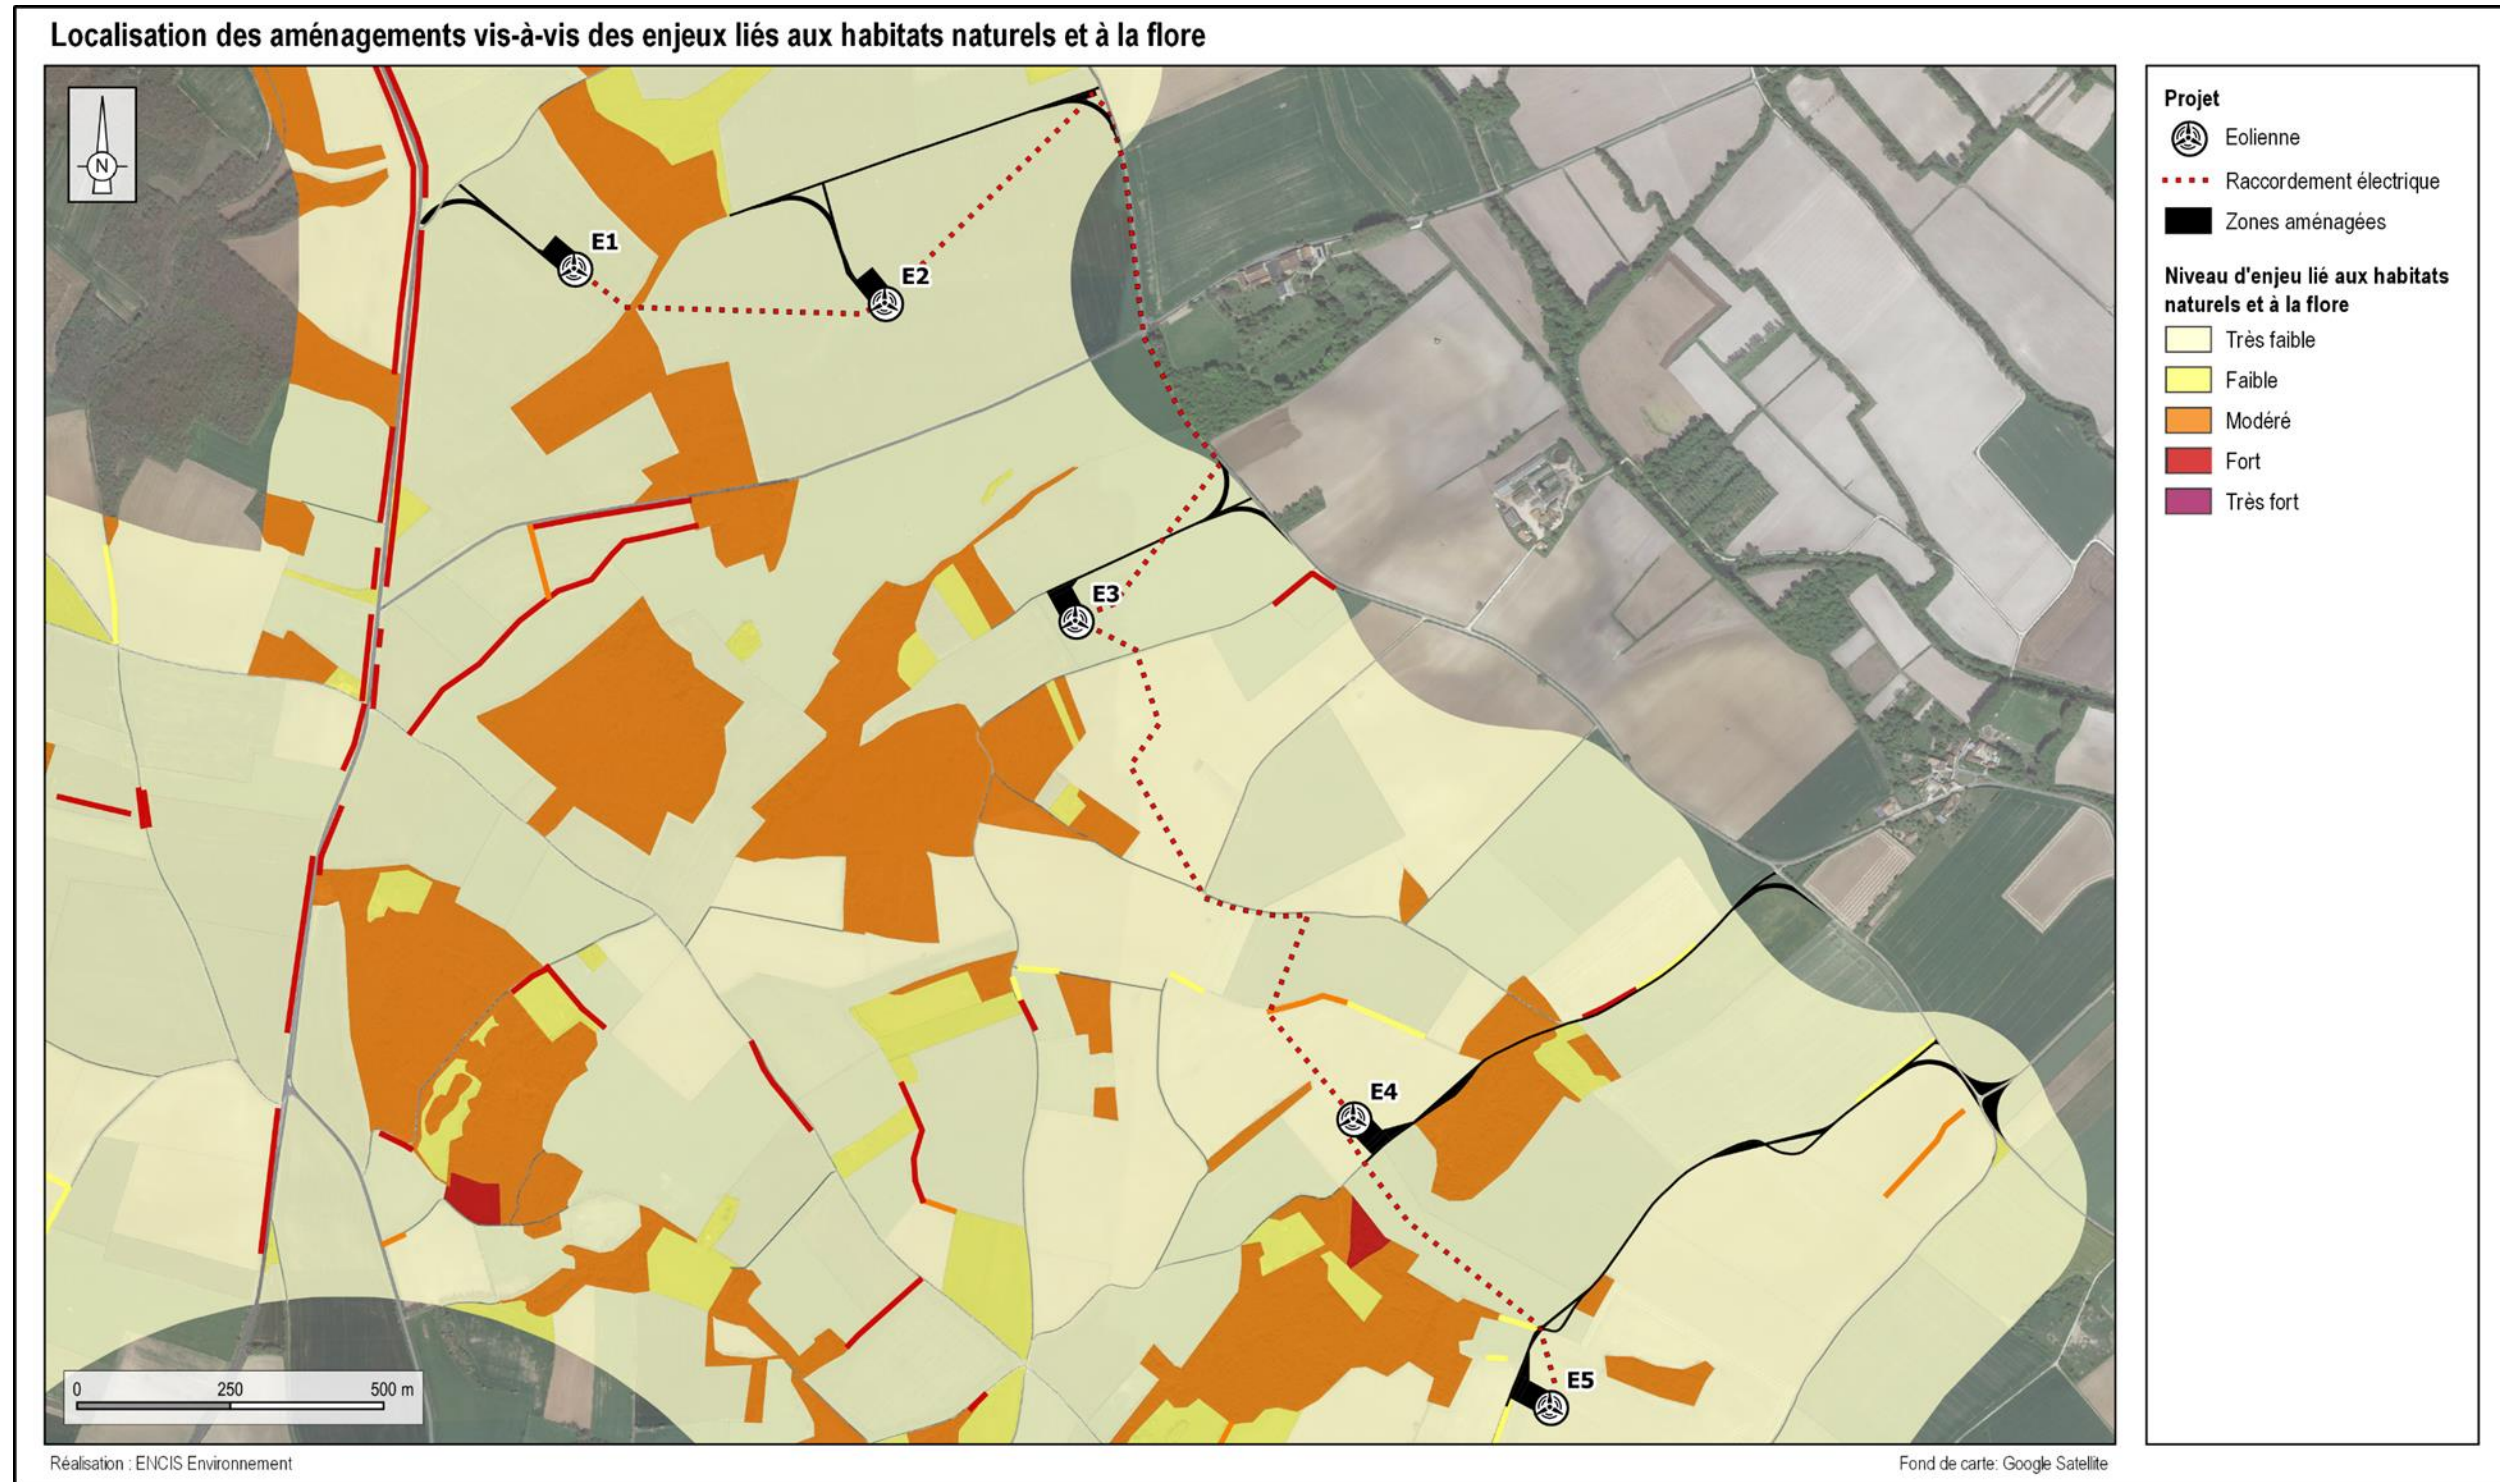 Localisation des aménagements vis-à-vis des enjeux liés aux habitats naturels et à la flore
N
E1
E2
E3
E4
E5
0 250 500 m
Projet
Eolienne
Raccordement électrique
Zones aménagées
Niveau d'enjeu lié aux habitats
naturels et à la flore
Très faible
Faible
Modéré
Fort
Très fort
Réalisation : ENCIS Environnement
Fond de carte: Google Satellite